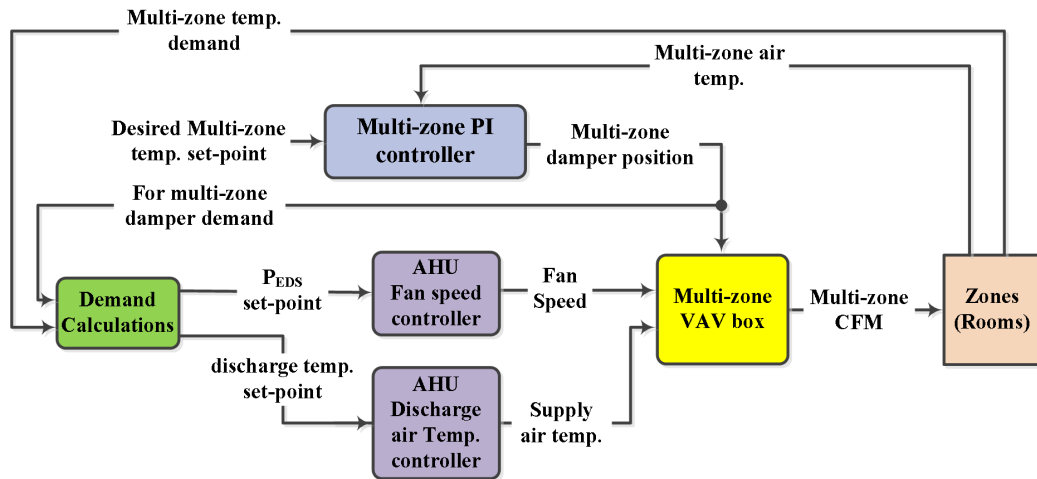 Multi-zone temp.
demand
Multi-zone air
temp.
Desired Multi-zone
temp. set-point
Multi-zone PI
controller
Multi-zone
damper position
For multi-zone
damper demand
Demand
Calculations
PEDS
set-point
AHU
Fan speed
controller
Fan
Speed
Multi-zone
VAV box
Multi-zone
CFM
Zones
(Rooms)
discharge temp.
set-point
AHU
Discharge
air Temp.
controller
Supply
air temp.